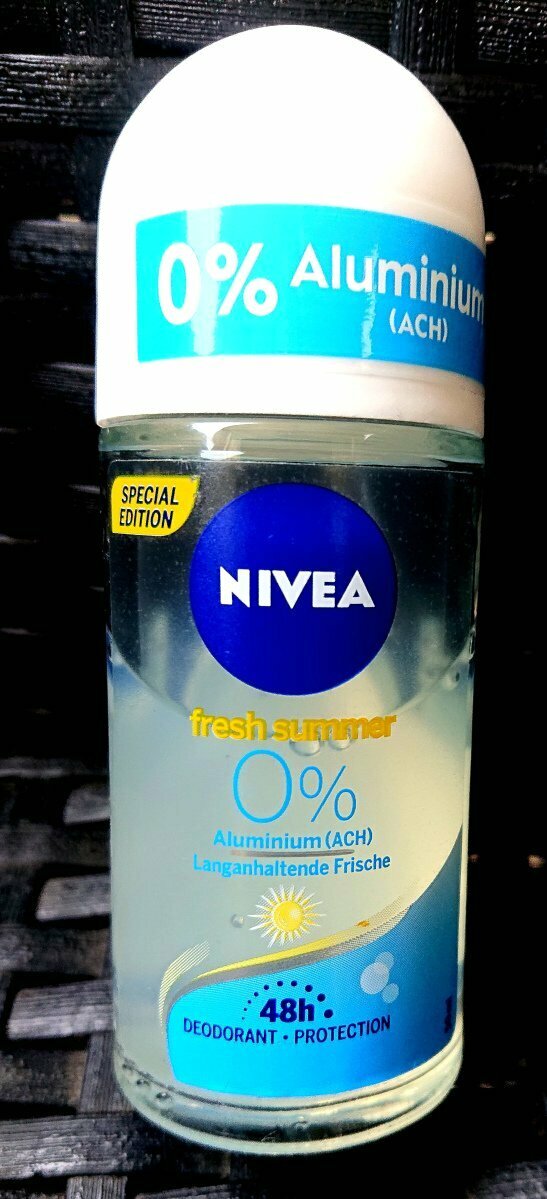 0% Aluminium
(ACH)
SPECIAL
EDITION
NIVEA
fresh summer
0%
Aluminium (ACH)
Langanhaltende Frische
48h
DEODORANT • PROTECTION